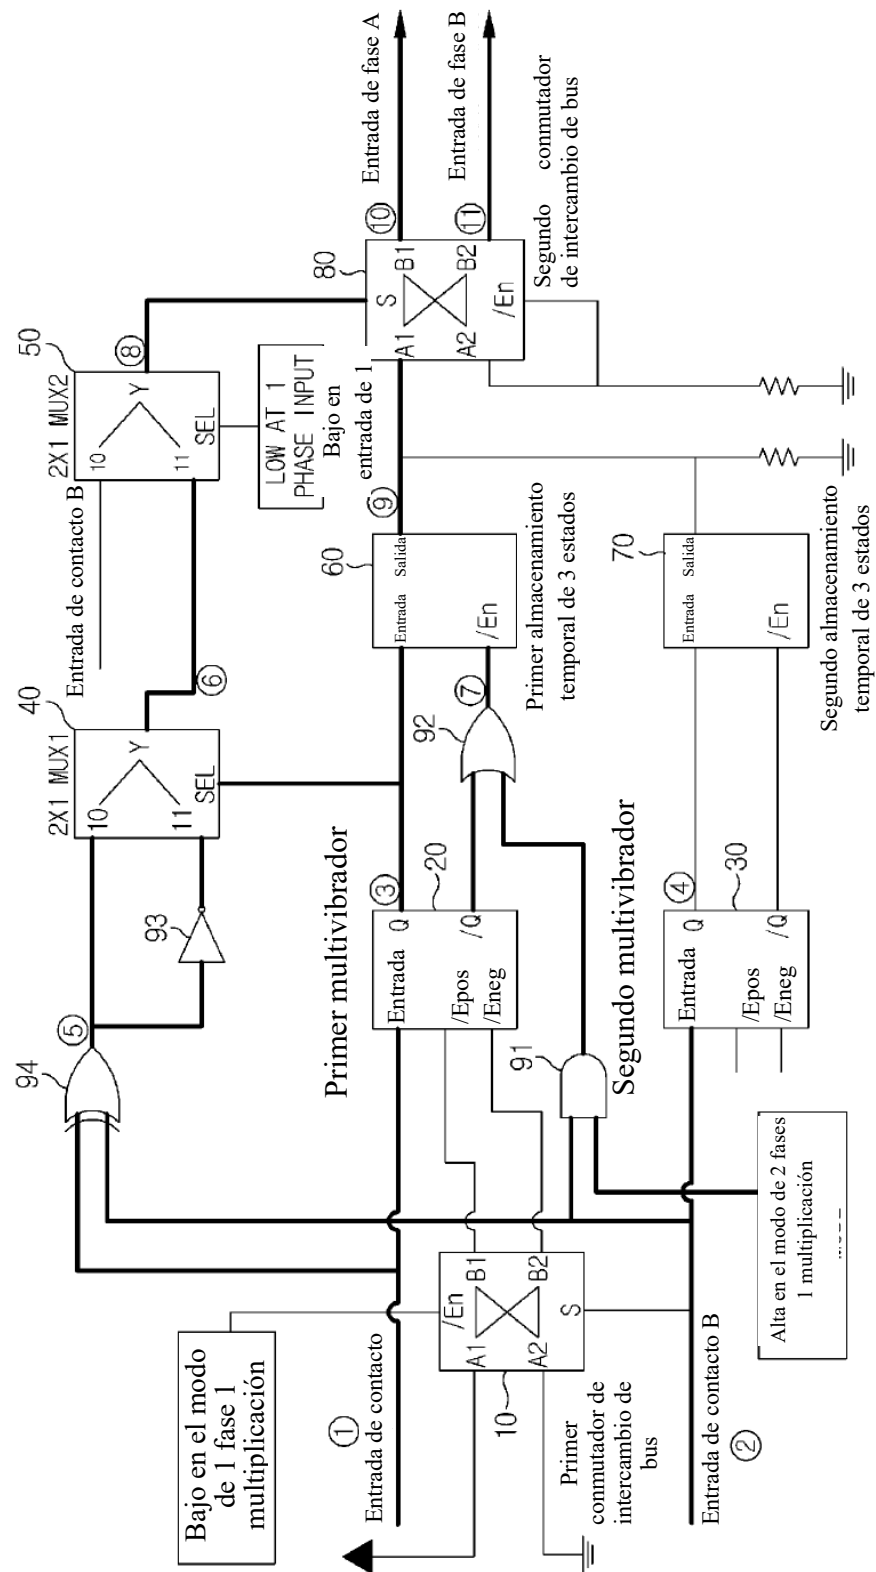 Entrada de fase A
Entrada de fase B
Segundo conmutador
de intercambio de bus
80
S
A1
B1
A2
B2
/En
10
11
50
2X1 MUX2
10
11
Y
SEL
8
LOW AT 1
PHASE INPUT
Bajo en
entrada de 1
Entrada de contacto B
40
2X1 MUX1
10
11
Y
SEL
6
9
60
Entrada
Salida
/En
Primer almacenamiento
temporal de 3 estados
70
Entrada
Salida
/En
Segundo almacenamiento
temporal de 3 estados
7
92
93
94
5
Primer multivibrador
3
20
Entrada
Q
/Epos
/Eneg
/Q
91
Segundo multivibrador
4
30
Entrada
Q
/Epos
/Eneg
/Q
Bajo en el modo
de 1 fase 1
multiplicación
1
Entrada de contacto
/En
A1
B1
A2
B2
S
10
Primer
conmutador de
intercambio de
bus
Entrada de contacto B
2
Alta en el modo de 2 fases
1 multiplicación